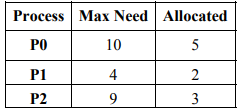 Process Max Need Allocated
P0 10 5
P1 4 2
P2 9 3